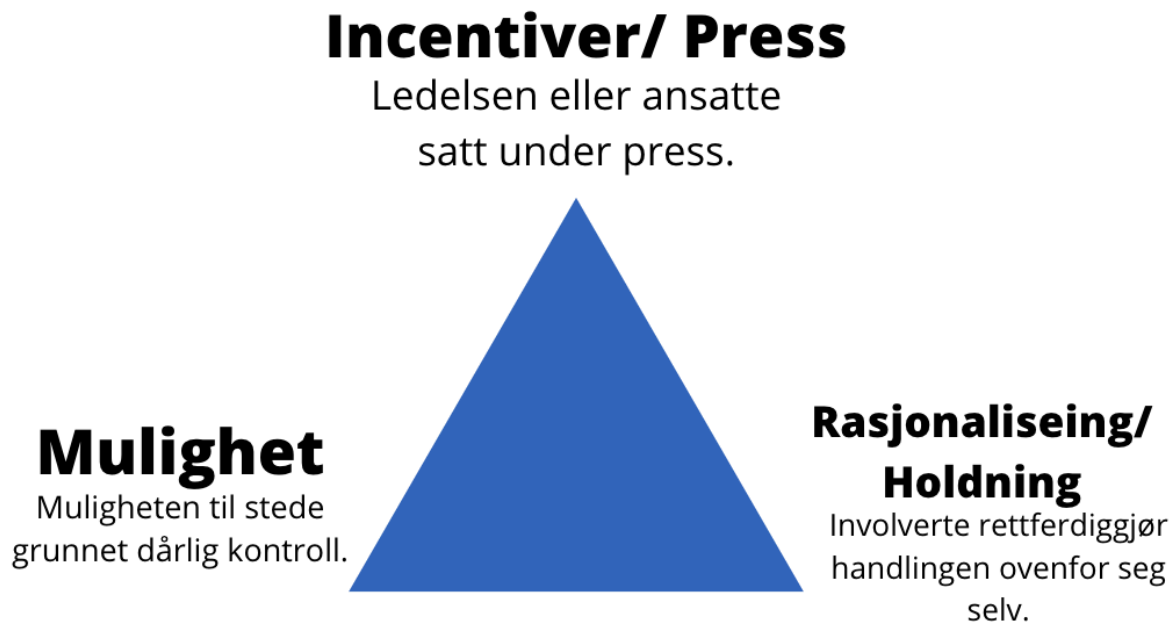 Incentiver/ Press
Ledelsen eller ansatte
satt under press.
Mulighet
Muligheten til stede
grunnet dårlig kontroll.
Rasjonaliseing/
Holdning
Involverte rettferdiggjør
handlingen ovenfor seg
selv.